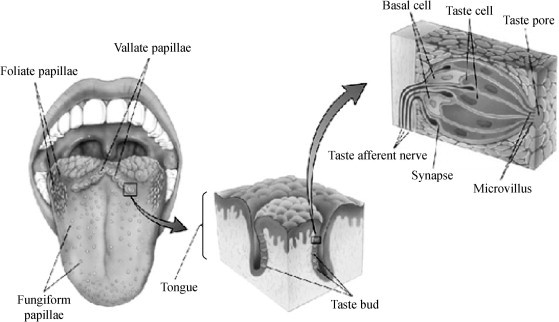 Vallate papillae
Foliate papillae
Fungiform
papillae
Tongue
Taste bud
Basal cell
Taste cell
Taste pore
Taste afferent nerve
Synapse
Microvillus